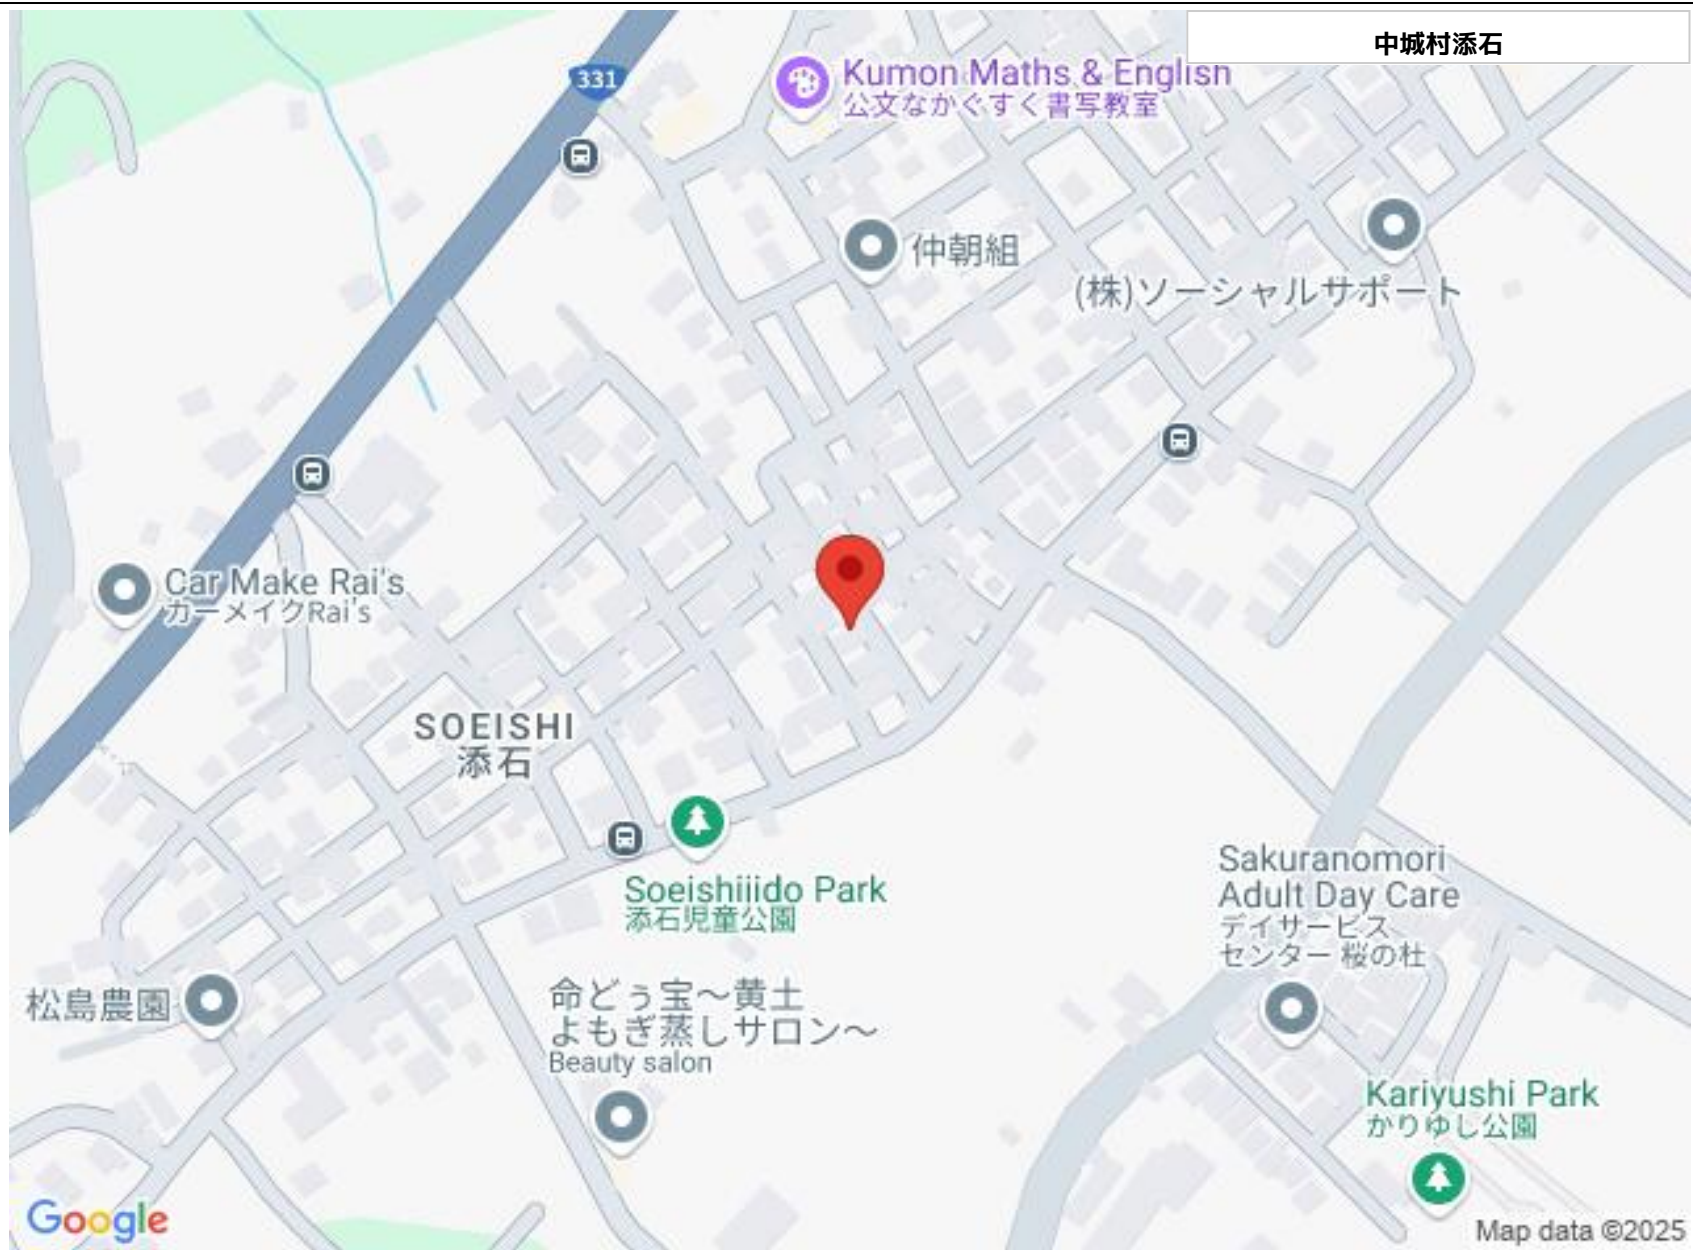 中城村添石
331
Kumon Maths & English
公文なかぐすく書写教室
仲朝組
(株)ソーシャルサポート
Car Make Rai's
カーメイクRai's
SOEISHI
添石
Soeishiiido Park
添石児童公園
Sakuranomori
Adult Day Care
デイサービス
センター 桜の杜
松島農園
命どぅ宝〜黄土
よもぎ蒸しサロン〜
Beauty salon
Kariyushi Park
かりゆし公園
Google
Map data ©2025